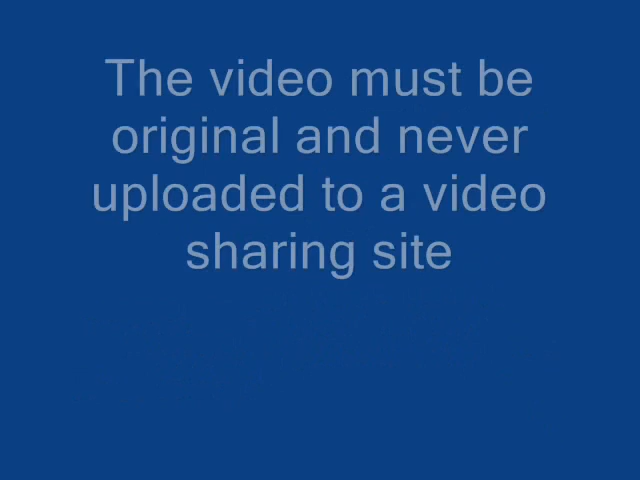 The video must be
original and never
uploaded to a video
sharing site